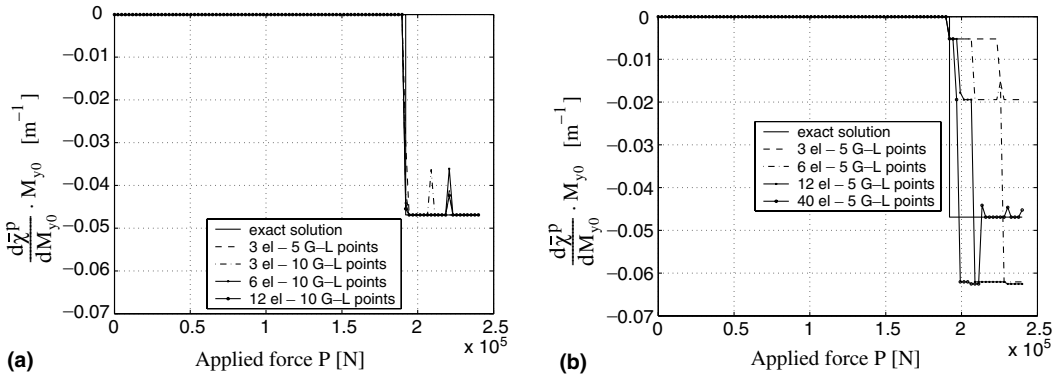 (a)
0
−0.01
−0.02
−0.03
−0.04
−0.05
−0.06
−0.07
dχ̄ᵖ/dM_y0 · M_y0 [m⁻¹]
exact solution
3 el − 5 G−L points
3 el − 10 G−L points
6 el − 10 G−L points
12 el − 10 G−L points
0 0.5 1 1.5 2 2.5
x 10⁵
Applied force P [N]
(b)
0
−0.01
−0.02
−0.03
−0.04
−0.05
−0.06
−0.07
dχ̄ᵖ/dM_y0 · M_y0 [m⁻¹]
exact solution
3 el − 5 G−L points
6 el − 5 G−L points
12 el − 5 G−L points
40 el − 5 G−L points
0 0.5 1 1.5 2 2.5
x 10⁵
Applied force P [N]